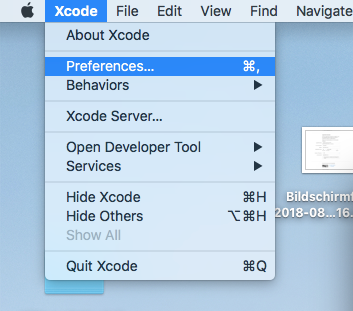 Xcode File Edit View Find Navigate
About Xcode
Preferences... ⌘,
Behaviors ▶
Xcode Server...
Open Developer Tool ▶
Services ▶
Hide Xcode ⌘H
Hide Others ⌥⌘H
Show All
Quit Xcode ⌘Q
Bildschirmf
2018-08...16.